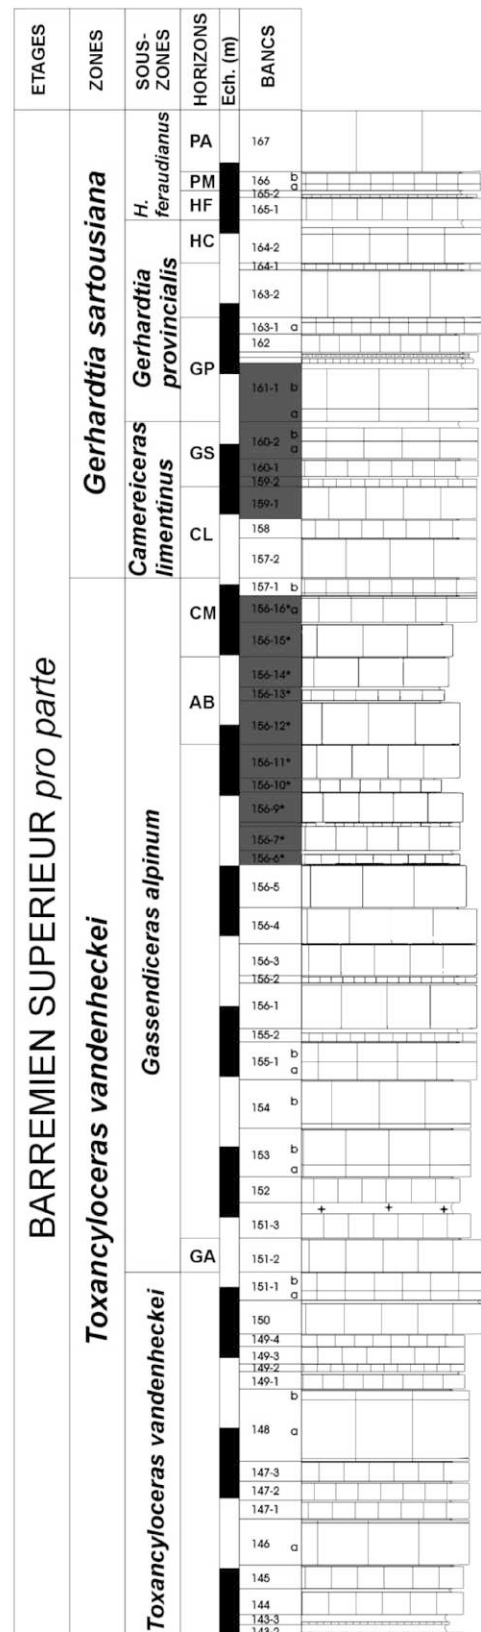 ETAGES
ZONES
SOUS-
ZONES
HORIZONS
Ech. (m)
BANCS
BARREMIEN SUPERIEUR pro parte
Gerhardtia sartousiana
Toxancyloceras vandenheckei
H.
feraudianus
Gerhardtia
provincialis
Camereiceras
limentinus
Gassendiceras alpinum
Toxancyloceras vandenheckei
PA
PM
HF
HC
GP
GS
CL
CM
AB
GA
167
166 b
a
165-2
165-1
164-2
164-1
163-2
163-1 a
162
161-1 b
a
160-2 b
a
160-1
159-2
159-1
158
157-2
157-1 b
156-16*a
156-15*
156-14*
156-13*
156-12*
156-11*
156-10*
156-9*
156-7*
156-6*
156-5
156-4
156-3
156-2
156-1
155-2
155-1 b
a
154 b
153 b
a
152
151-3
151-2
151-1 b
a
150
149-4
149-3
149-2
149-1
b
148 a
147-3
147-2
147-1
146 a
145
144
143-3
143-2